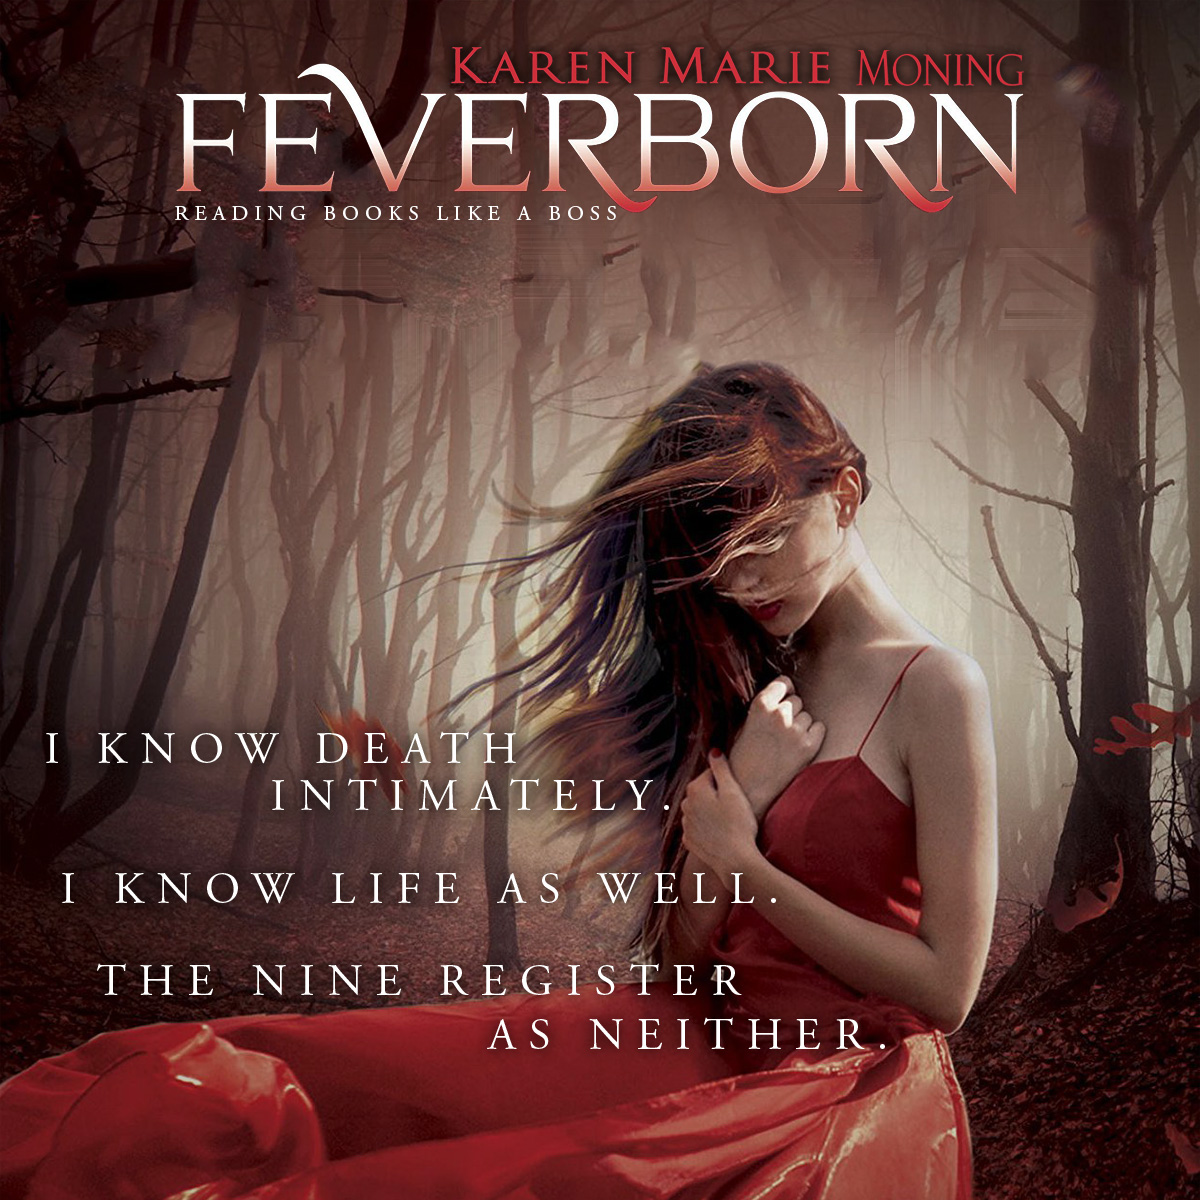 KAREN MARIE MONING
FEVERBORN
READING BOOKS LIKE A BOSS
I KNOW DEATH
INTIMATELY.
I KNOW LIFE AS WELL.
THE NINE REGISTER
AS NEITHER.